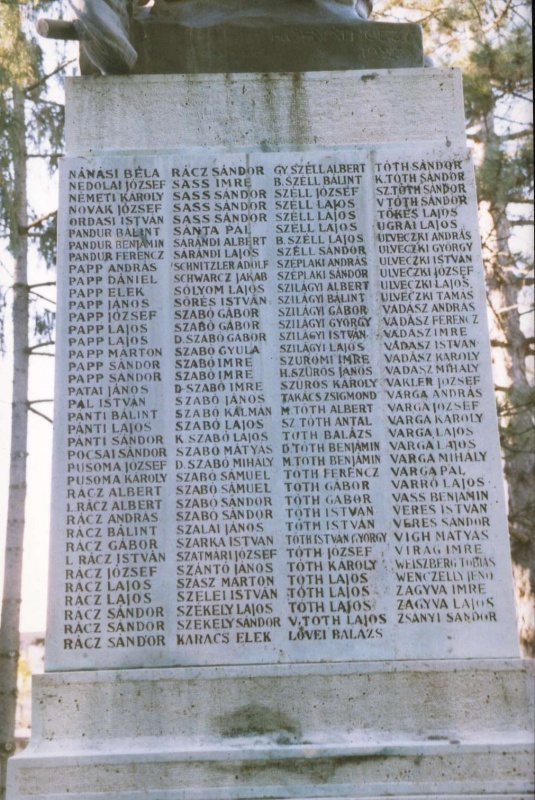 NÁNÁSI BÉLA
NEDOLAI JÓZSEF
NÉMETI KÁROLY
NOVÁK JÓZSEF
ORDASI ISTVÁN
PANDUR BÁLINT
PANDUR BENJÁMIN
PANDUR FERENCZ
PAPP ANDRÁS
PAPP DÁNIEL
PAPP ELEK
PAPP JÁNOS
PAPP JÓZSEF
PAPP LAJOS
PAPP LAJOS
PAPP MÁRTON
PAPP SÁNDOR
PAPP SÁNDOR
PATAI JÁNOS
PÁL ISTVÁN
PÁNTI BÁLINT
PÁNTI LAJOS
PÁNTI SÁNDOR
PÓCSAI SÁNDOR
PUSOMA JÓZSEF
PUSOMA KÁROLY
RÁCZ ALBERT
I. RÁCZ ALBERT
RÁCZ ANDRÁS
RÁCZ BÁLINT
RÁCZ GÁBOR
I. RÁCZ ISTVÁN
RÁCZ JÓZSEF
RÁCZ LAJOS
RÁCZ LAJOS
RÁCZ SÁNDOR
RÁCZ SÁNDOR
RÁCZ SÁNDOR
RÁCZ SÁNDOR
SASS IMRE
SASS SÁNDOR
SASS SÁNDOR
SASS SÁNDOR
SÁNTA PÁL
SÁRÁNDI ALBERT
SÁRÁNDI LAJOS
SCHNITZLER ADOLF
SCHWARCZ JAKAB
SÓLYOM LAJOS
SÖRÉS ISTVÁN
SZABÓ GÁBOR
SZABÓ GÁBOR
D. SZABÓ GÁBOR
SZABÓ GYULA
SZABÓ IMRE
SZABÓ IMRE
D. SZABÓ IMRE
SZABÓ JÁNOS
SZABÓ KÁLMÁN
SZABÓ LAJOS
K. SZABÓ LAJOS
SZABÓ MÁTYÁS
D. SZABÓ MIHÁLY
SZABÓ SÁMUEL
SZABÓ SÁMUEL
SZABÓ SÁNDOR
SZALAI JÁNOS
SZARKA ISTVÁN
SZATMÁRI JÓZSEF
SZÁNTÓ JÁNOS
SZÁSZ MÁRTON
SZELEI ISTVÁN
SZÉKELY LAJOS
SZÉKELY SÁNDOR
KARACS ELEK
GY. SZÉLL ALBERT
B. SZÉLL BÁLINT
SZÉLL JÓZSEF
SZÉLL LAJOS
SZÉLL LAJOS
SZÉLL LAJOS
B. SZÉLL LAJOS
SZÉLL SÁNDOR
SZÉPLAKI ANDRÁS
SZÉPLAKI SÁNDOR
SZILÁGYI ALBERT
SZILÁGYI BÁLINT
SZILÁGYI GÁBOR
SZILÁGYI GYÖRGY
SZILÁGYI ISTVÁN
SZILÁGYI LAJOS
SZÜROMI IMRE
H. SZŰRÖS JÁNOS
SZŰRÖS KÁROLY
TAKÁCS ZSIGMOND
M. TÓTH ALBERT
SZ. TÓTH ANTAL
TÓTH BALÁZS
D. TÓTH BENJÁMIN
M. TÓTH BENJÁMIN
TÓTH FERENCZ
TÓTH GÁBOR
TÓTH GÁBOR
TÓTH ISTVÁN
TÓTH ISTVÁN
TÓTH ISTVÁN GYÖRGY
TÓTH JÓZSEF
TÓTH KÁROLY
TÓTH LAJOS
TÓTH LAJOS
TÓTH LAJOS
V. TÓTH LAJOS
LŐVEI BALÁZS
TÓTH SÁNDOR
K. TÓTH SÁNDOR
SZ. TÓTH SÁNDOR
V. TÓTH SÁNDOR
TŐKÉS LAJOS
UGRAI LAJOS
ULVECZKI ANDRÁS
ULVECZKI GYÖRGY
ULVECZKI ISTVÁN
ULVECZKI JÓZSEF
ULVECZKI LAJOS
ULVECZKI TAMÁS
VADÁSZ ANDRÁS
VADÁSZ FERENCZ
VADÁSZ IMRE
VADÁSZ ISTVÁN
VADÁSZ KÁROLY
VADÁSZ MIHÁLY
VAKLER JÓZSEF
VARGA ANDRÁS
VARGA JÓZSEF
VARGA KÁROLY
VARGA LAJOS
VARGA LAJOS
VARGA MIHÁLY
VARGA PÁL
VARRÓ LAJOS
VASS BENJÁMIN
VERES ISTVÁN
VERES SÁNDOR
VIGH MÁTYÁS
VIRÁG IMRE
WEISZBERG TÓBIÁS
WENCZELLY JENŐ
ZAGYVA IMRE
ZAGYVA LAJOS
ZSÁNYI SÁNDOR